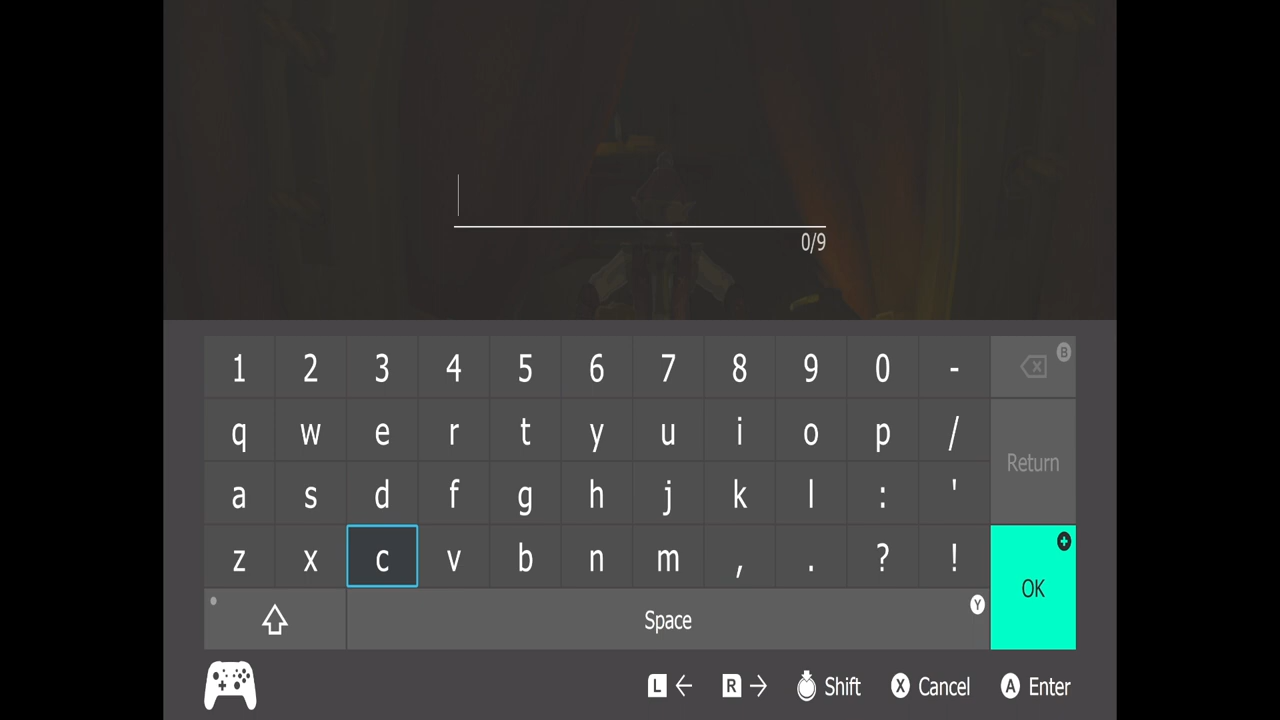 0/9
1 2 3 4 5 6 7 8 9 0 - B
q w e r t y u i o p /
Return
a s d f g h j k l : '
z x c v b n m , . ? !
OK
Space Y
L ← R → Shift X Cancel A Enter